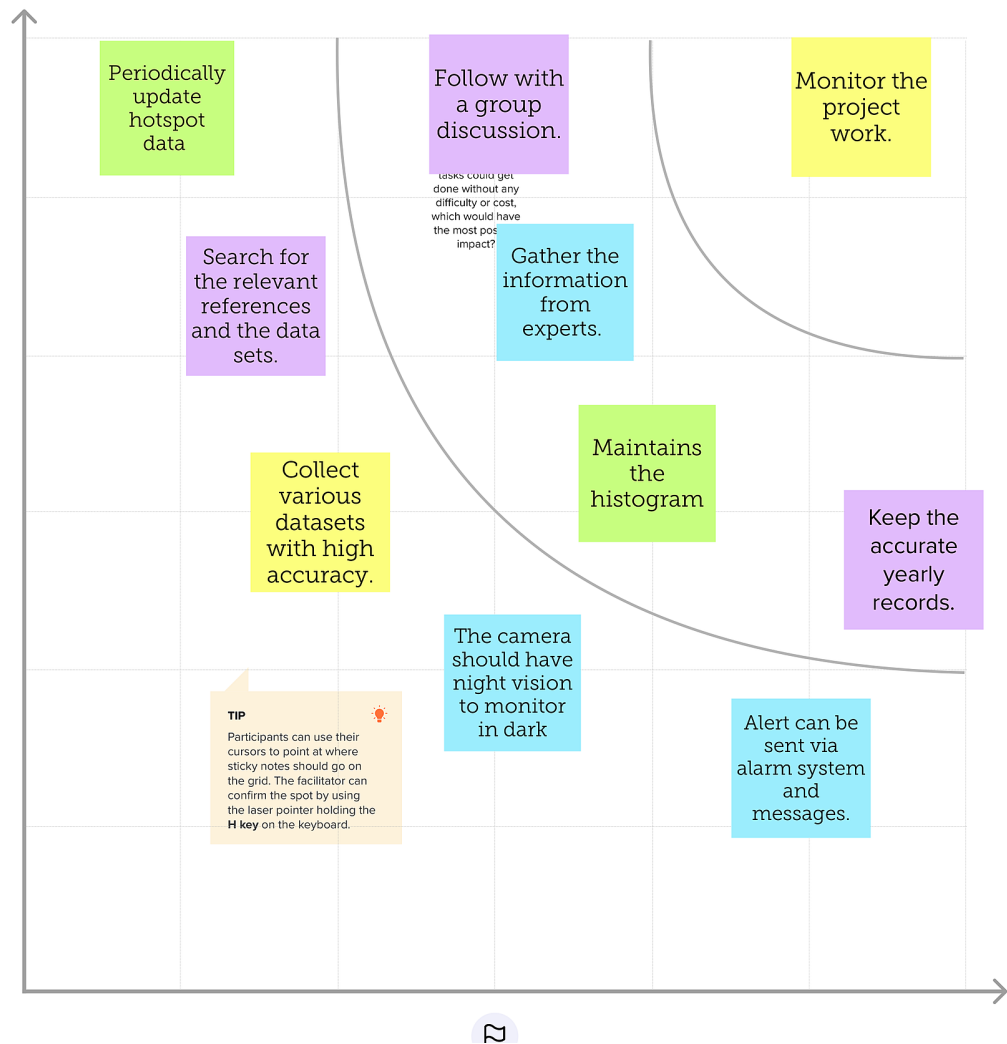 Periodically
update
hotspot
data
Follow with
a group
discussion.
Monitor the
project
work.
tasks could get
done without any
difficulty or cost,
which would have
the most
impact?
Search for
the relevant
references
and the data
sets.
Gather the
information
from
experts.
Maintains
the
histogram
Collect
various
datasets
with high
accuracy.
Keep the
accurate
yearly
records.
The camera
should have
night vision
to monitor
in dark
TIP
Participants can use their
cursors to point at where
sticky notes should go on
the grid. The facilitator can
confirm the spot by using
the laser pointer holding the
H key on the keyboard.
Alert can be
sent via
alarm system
and
messages.